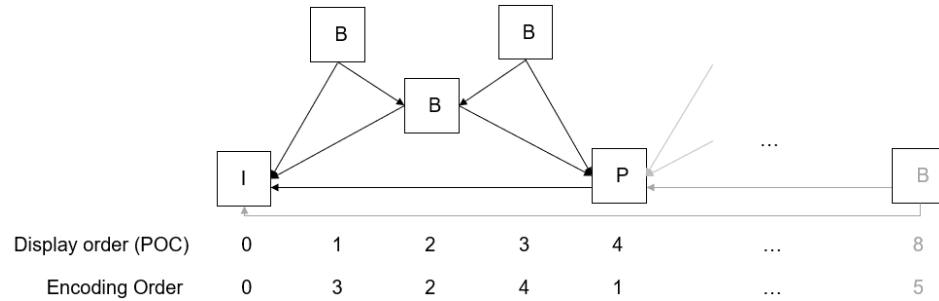 B B
B
...
I P B
Display order (POC) 0 1 2 3 4 ... 8
Encoding Order 0 3 2 4 1 ... 5